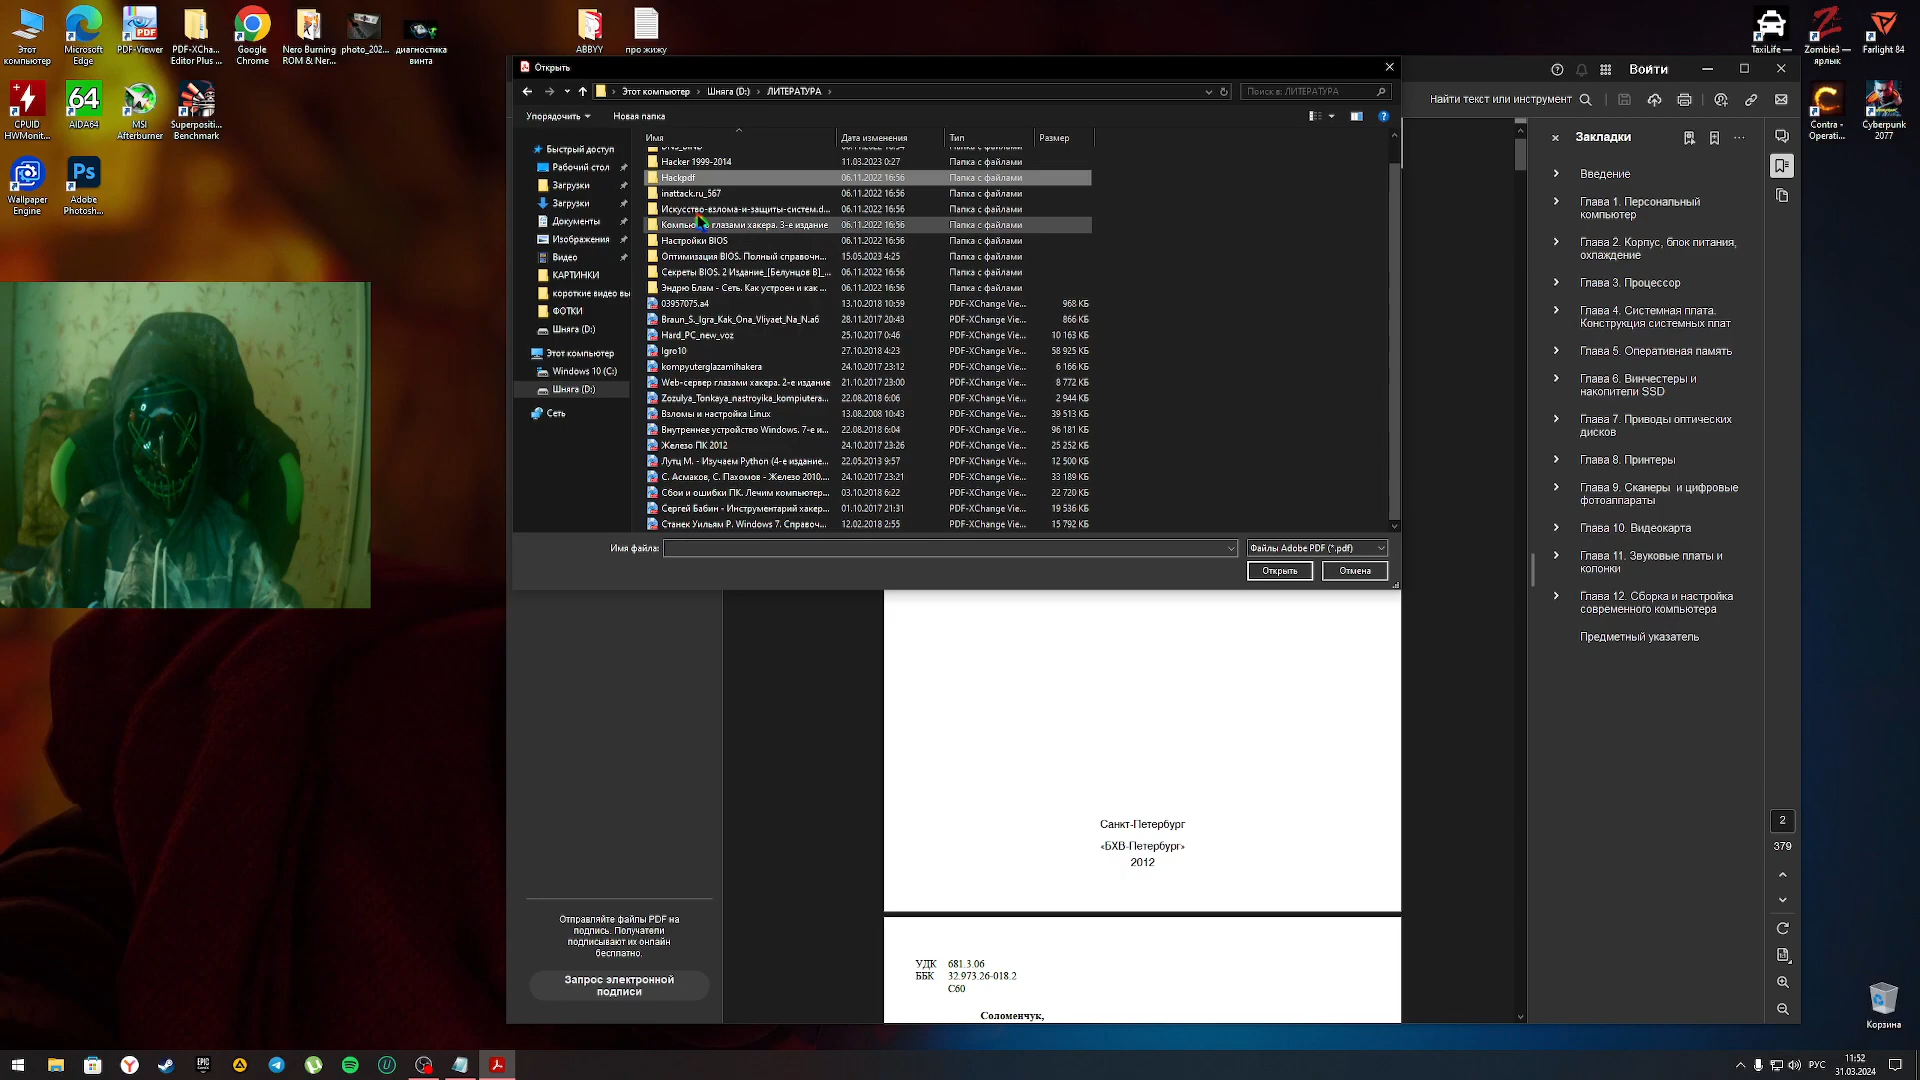 Этот
компьютер
Microsoft
Edge
PDF-Viewer
PDF-XCha...
Editor Plus ...
Google
Chrome
Nero Burning
ROM & Ner...
photo_202...
диагностика
винта
ABBYY
про жижу
CPUID
HWMonit...
64
AIDA64
MSI
Afterburner
Superpositi...
Benchmark
Wallpaper
Engine
Ps
Adobe
Photosh...
TaxiLife —
Zombie3 —
ярлык
Farlight 84
Contra -
Operati...
Cyberpunk
2077
Открыть
Этот компьютер
Шняга (D:)
ЛИТЕРАТУРА
Поиск в: ЛИТЕРАТУРА
Упорядочить
Новая папка
Имя
Дата изменения
Тип
Размер
Быстрый доступ
Рабочий стол
Загрузки
Загрузки
Документы
Изображения
Видео
КАРТИНКИ
короткие видео вы
ФОТКИ
Шняга (D:)
Этот компьютер
Windows 10 (C:)
Шняга (D:)
Сеть
Hacker 1999-2014 11.03.2023 0:27 Папка с файлами
Hackpdf 06.11.2022 16:56 Папка с файлами
inattack.ru_567 06.11.2022 16:56 Папка с файлами
Искусство-взлома-и-защиты-систем.d... 06.11.2022 16:56 Папка с файлами
глазами хакера. 3-е издание 06.11.2022 16:56 Папка с файлами
Настройки BIOS 06.11.2022 16:56 Папка с файлами
Оптимизация BIOS. Полный справочн... 15.05.2023 4:25 Папка с файлами
Секреты BIOS. 2 Издание_[Белунцов В]_... 06.11.2022 16:56 Папка с файлами
Эндрю Блам - Сеть. Как устроен и как ... 06.11.2022 16:56 Папка с файлами
03957075.a4 13.10.2018 10:59 PDF-XChange Vie... 968 КБ
Braun_S._Igra_Kak_Ona_Vliyaet_Na_N.a6 28.11.2017 20:43 PDF-XChange Vie... 866 КБ
Hard_PC_new_voz 25.10.2017 0:46 PDF-XChange Vie... 10 163 КБ
Igro10 27.10.2018 4:23 PDF-XChange Vie... 58 925 КБ
kompyuterglazamihakera 24.10.2017 23:12 PDF-XChange Vie... 6 166 КБ
Web-сервер глазами хакера. 2-е издание 21.10.2017 23:00 PDF-XChange Vie... 8 772 КБ
Zozulya_Tonkaya_nastroyika_kompiutera... 22.08.2018 6:06 PDF-XChange Vie... 2 944 КБ
Взломы и настройка Linux 13.08.2008 10:43 PDF-XChange Vie... 39 513 КБ
Внутреннее устройство Windows. 7-е и... 22.08.2018 6:04 PDF-XChange Vie... 96 181 КБ
Железо ПК 2012 24.10.2017 23:26 PDF-XChange Vie... 25 252 КБ
Лутц М. - Изучаем Python (4-е издание... 22.05.2013 9:57 PDF-XChange Vie... 12 500 КБ
С. Асмаков, С. Пахомов - Железо 2010.... 24.10.2017 23:21 PDF-XChange Vie... 33 189 КБ
Сбои и ошибки ПК. Лечим компьютер... 03.10.2018 6:22 PDF-XChange Vie... 22 720 КБ
Сергей Бабин - Инструментарий хакер... 01.10.2017 21:31 PDF-XChange Vie... 19 536 КБ
Станек Уильям Р. Windows 7. Справоч... 12.02.2018 2:55 PDF-XChange Vie... 15 792 КБ
Имя файла:
Файлы Adobe PDF (*.pdf)
Открыть
Отмена
Войти
Найти текст или инструмент
Закладки
Введение
Глава 1. Персональный
компьютер
Глава 2. Корпус, блок питания,
охлаждение
Глава 3. Процессор
Глава 4. Системная плата.
Конструкция системных плат
Глава 5. Оперативная память
Глава 6. Винчестеры и
накопители SSD
Глава 7. Приводы оптических
дисков
Глава 8. Принтеры
Глава 9. Сканеры и цифровые
фотоаппараты
Глава 10. Видеокарта
Глава 11. Звуковые платы и
колонки
Глава 12. Сборка и настройка
современного компьютера
Предметный указатель
2
379
Санкт-Петербург
«БХВ-Петербург»
2012
УДК 681.3.06
ББК 32.973.26-018.2
С60
Соломенчук,
Отправляйте файлы PDF на
подпись. Получатели
подписывают их онлайн
бесплатно.
Запрос электронной
подписи
Корзина
EPIC
РУС
11:52
31.03.2024